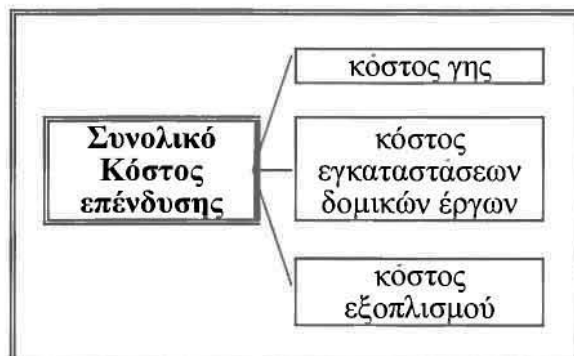 κόστος γης
Συνολικό
Κόστος
επένδυσης
κόστος
εγκαταστάσεων
δομικών έργων
κόστος
εξοπλισμού